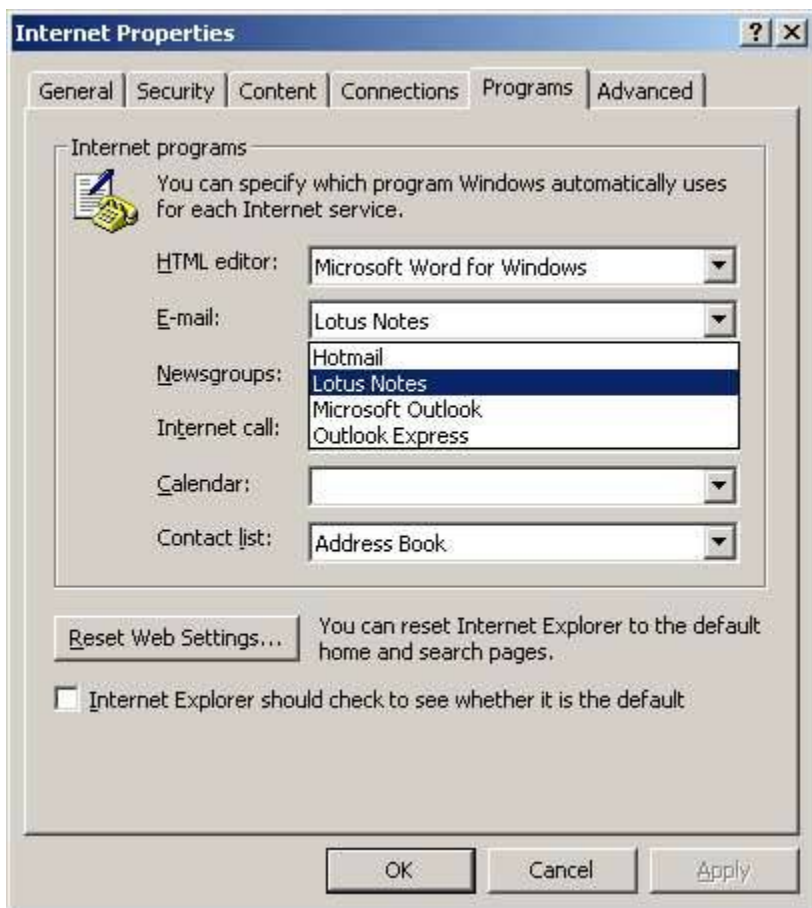 Internet Properties
General Security Content Connections Programs Advanced
Internet programs
You can specify which program Windows automatically uses
for each Internet service.
HTML editor: Microsoft Word for Windows
E-mail: Lotus Notes
Hotmail
Newsgroups: Lotus Notes
Microsoft Outlook
Internet call: Outlook Express
Calendar:
Contact list: Address Book
Reset Web Settings... You can reset Internet Explorer to the default
home and search pages.
Internet Explorer should check to see whether it is the default
OK Cancel Apply